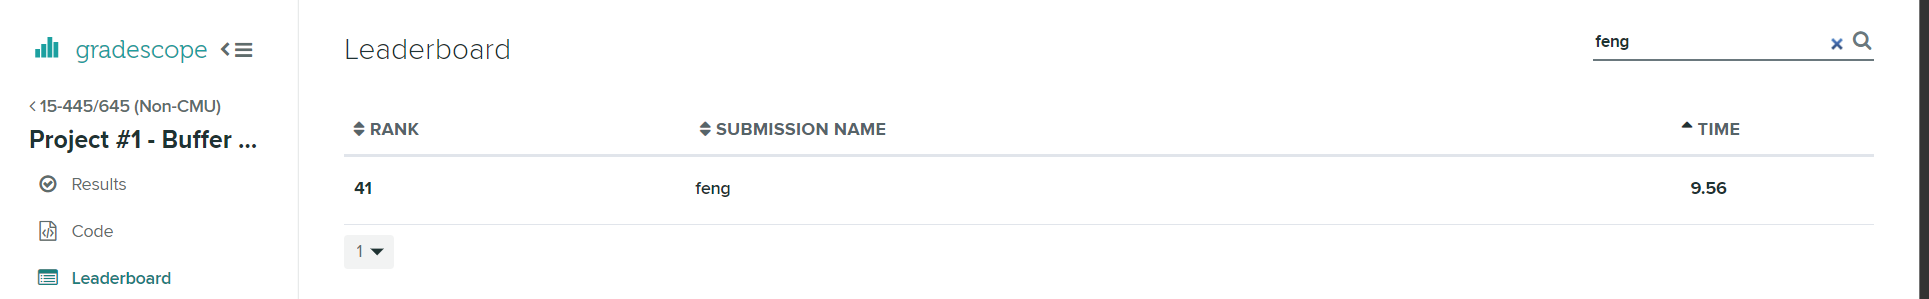 gradescope
15-445/645 (Non-CMU)
Project #1 - Buffer ...
Results
Code
Leaderboard
Leaderboard
feng
RANK SUBMISSION NAME TIME
41 feng 9.56
1